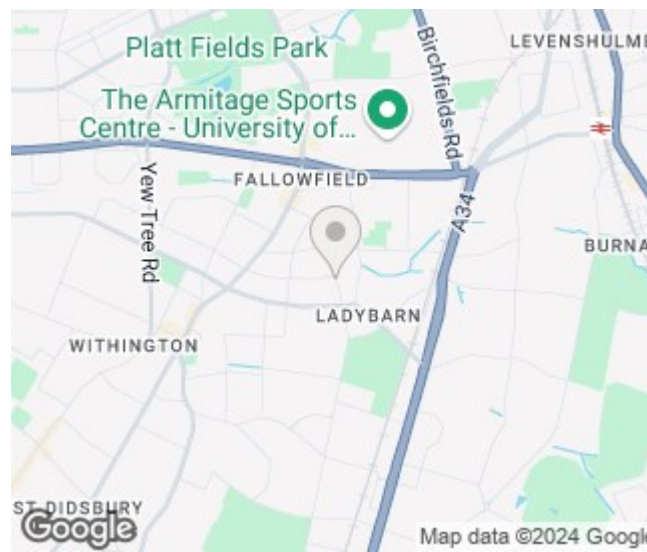 Platt Fields Park
LEVENSHULME
Birchfields Rd
The Armitage Sports
Centre - University of...
FALLOWFIELD
Yew Tree Rd
A34
BURNA
LADYBARN
WITHINGTON
ST DIDSBURY
Google
Map data ©2024 Google